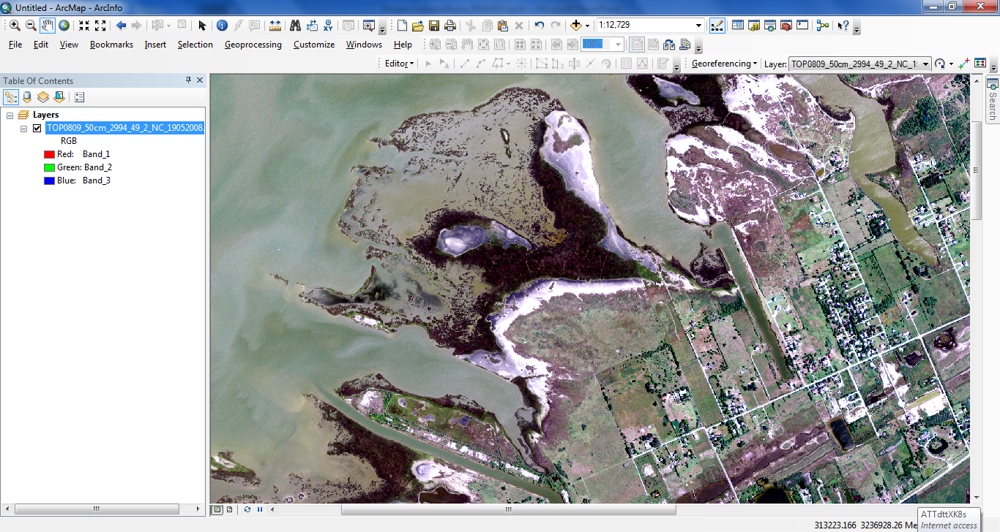 Untitled - ArcMap - ArcInfo
1:12,729
File Edit View Bookmarks Insert Selection Geoprocessing Customize Windows Help
100%
Editor Georeferencing Layer: TOP0809_50cm_2994_49_2_NC_1
Table Of Contents
Layers
TOP0809_50cm_2994_49_2_NC_19052008.
RGB
Red: Band_1
Green: Band_2
Blue: Band_3
Search
313223.166 3236928.26 Me
ATTdttXK8s
Internet access